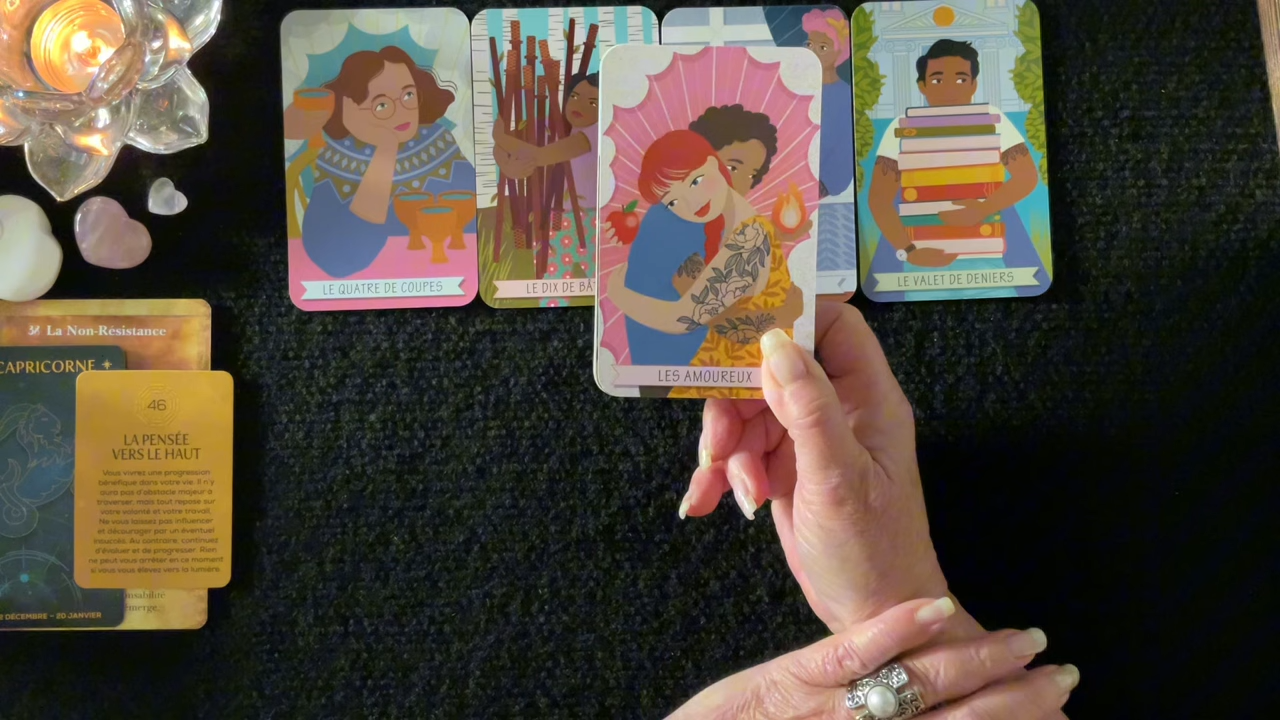 LE QUATRE DE COUPES
LE DIX DE BÂ
LES AMOUREUX
LE VALET DE DENIERS
La Non-Résistance
CAPRICORNE
46
LA PENSÉE
VERS LE HAUT
Vous vivrez une progression
bénéfique dans votre vie. Il n'y
aura pas d'obstacle majeur à
traverser, mais tout repose sur
votre volonté et votre travail.
Ne vous laissez pas influencer
et décourager par un éventuel
insuccès. Au contraire, continuez
d'évoluer et de progresser. Rien
ne peut vous arrêter en ce moment
si vous vous élevez vers la lumière.
émerge,
DÉCEMBRE - 20 JANVIER